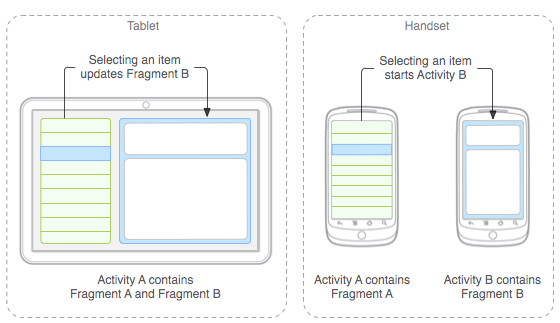 Tablet
Selecting an item
updates Fragment B
Activity A contains
Fragment A and Fragment B
Handset
Selecting an item
starts Activity B
Activity A contains
Fragment A
Activity B contains
Fragment B